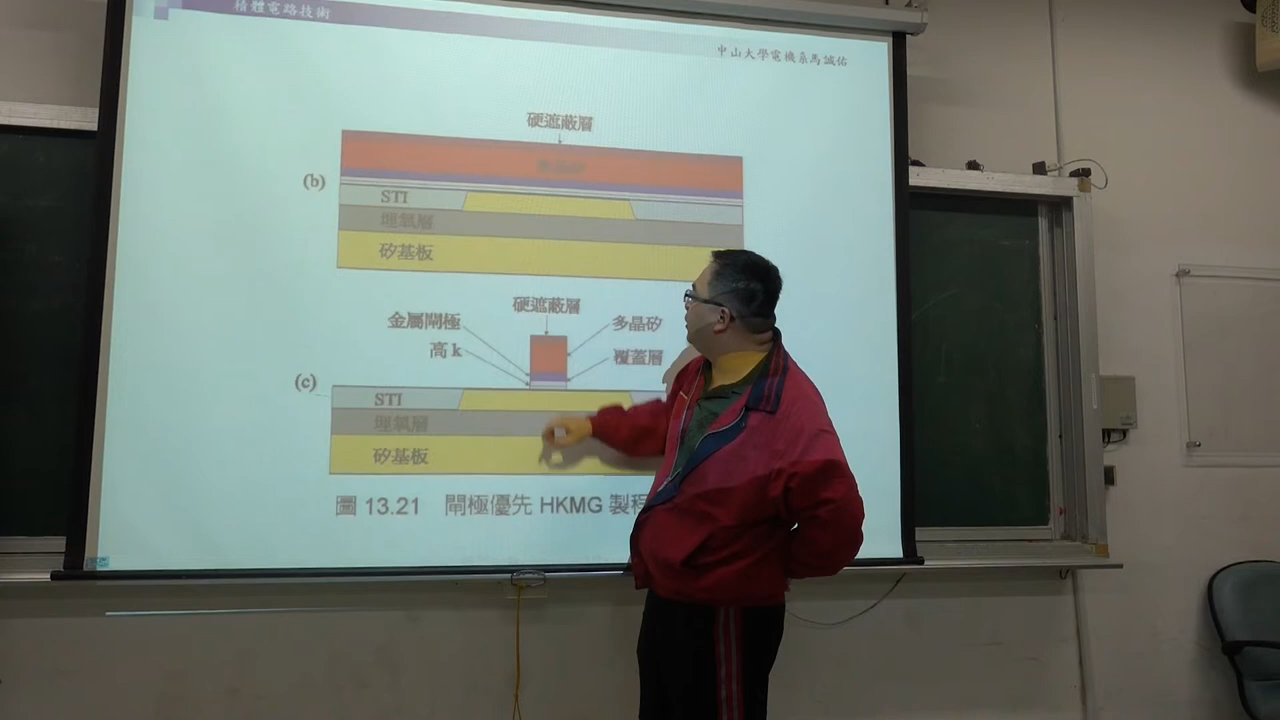 積體電路技術
中山大學電機系馬誠佑
硬遮蔽層
(b)
STI
埋氧層
矽基板
硬遮蔽層
金屬閘極
多晶矽
高 k
覆蓋層
(c)
STI
埋氧層
矽基板
圖 13.21 閘極優先 HKMG 製程